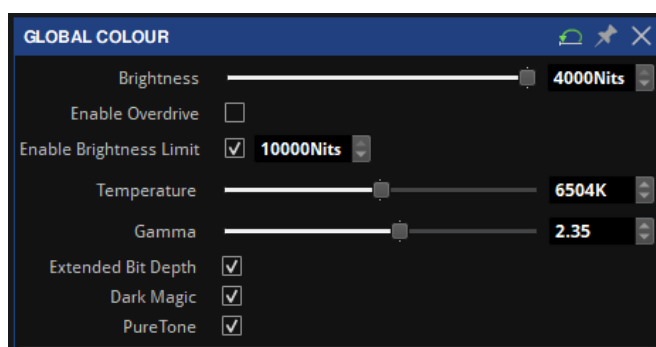 GLOBAL COLOUR
Brightness 4000Nits
Enable Overdrive
Enable Brightness Limit 10000Nits
Temperature 6504K
Gamma 2.35
Extended Bit Depth
Dark Magic
PureTone